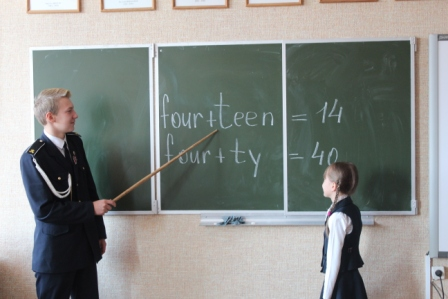 four+teen = 14
four+ty = 40